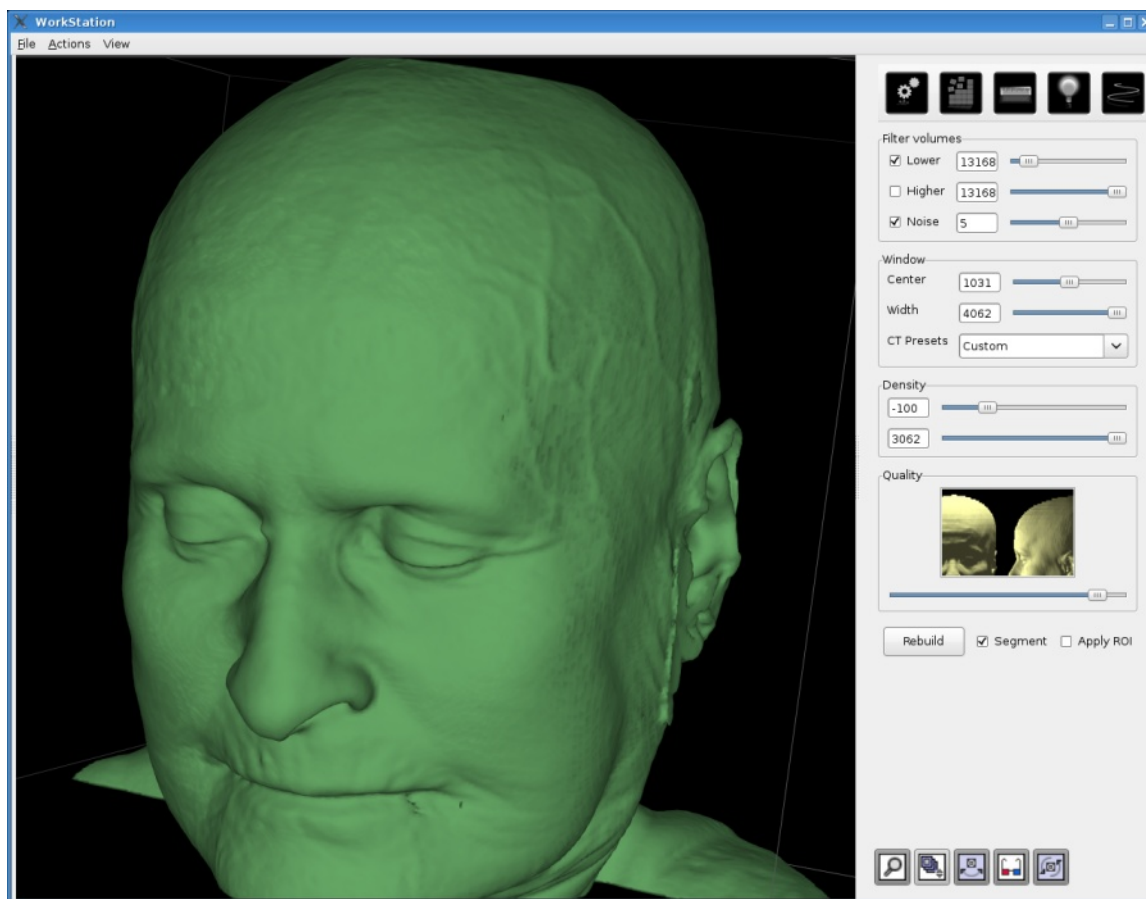 WorkStation
File Actions View
Filter volumes
Lower 13168
Higher 13168
Noise 5
Window
Center 1031
Width 4062
CT Presets Custom
Density
-100
3062
Quality
Rebuild Segment Apply ROI